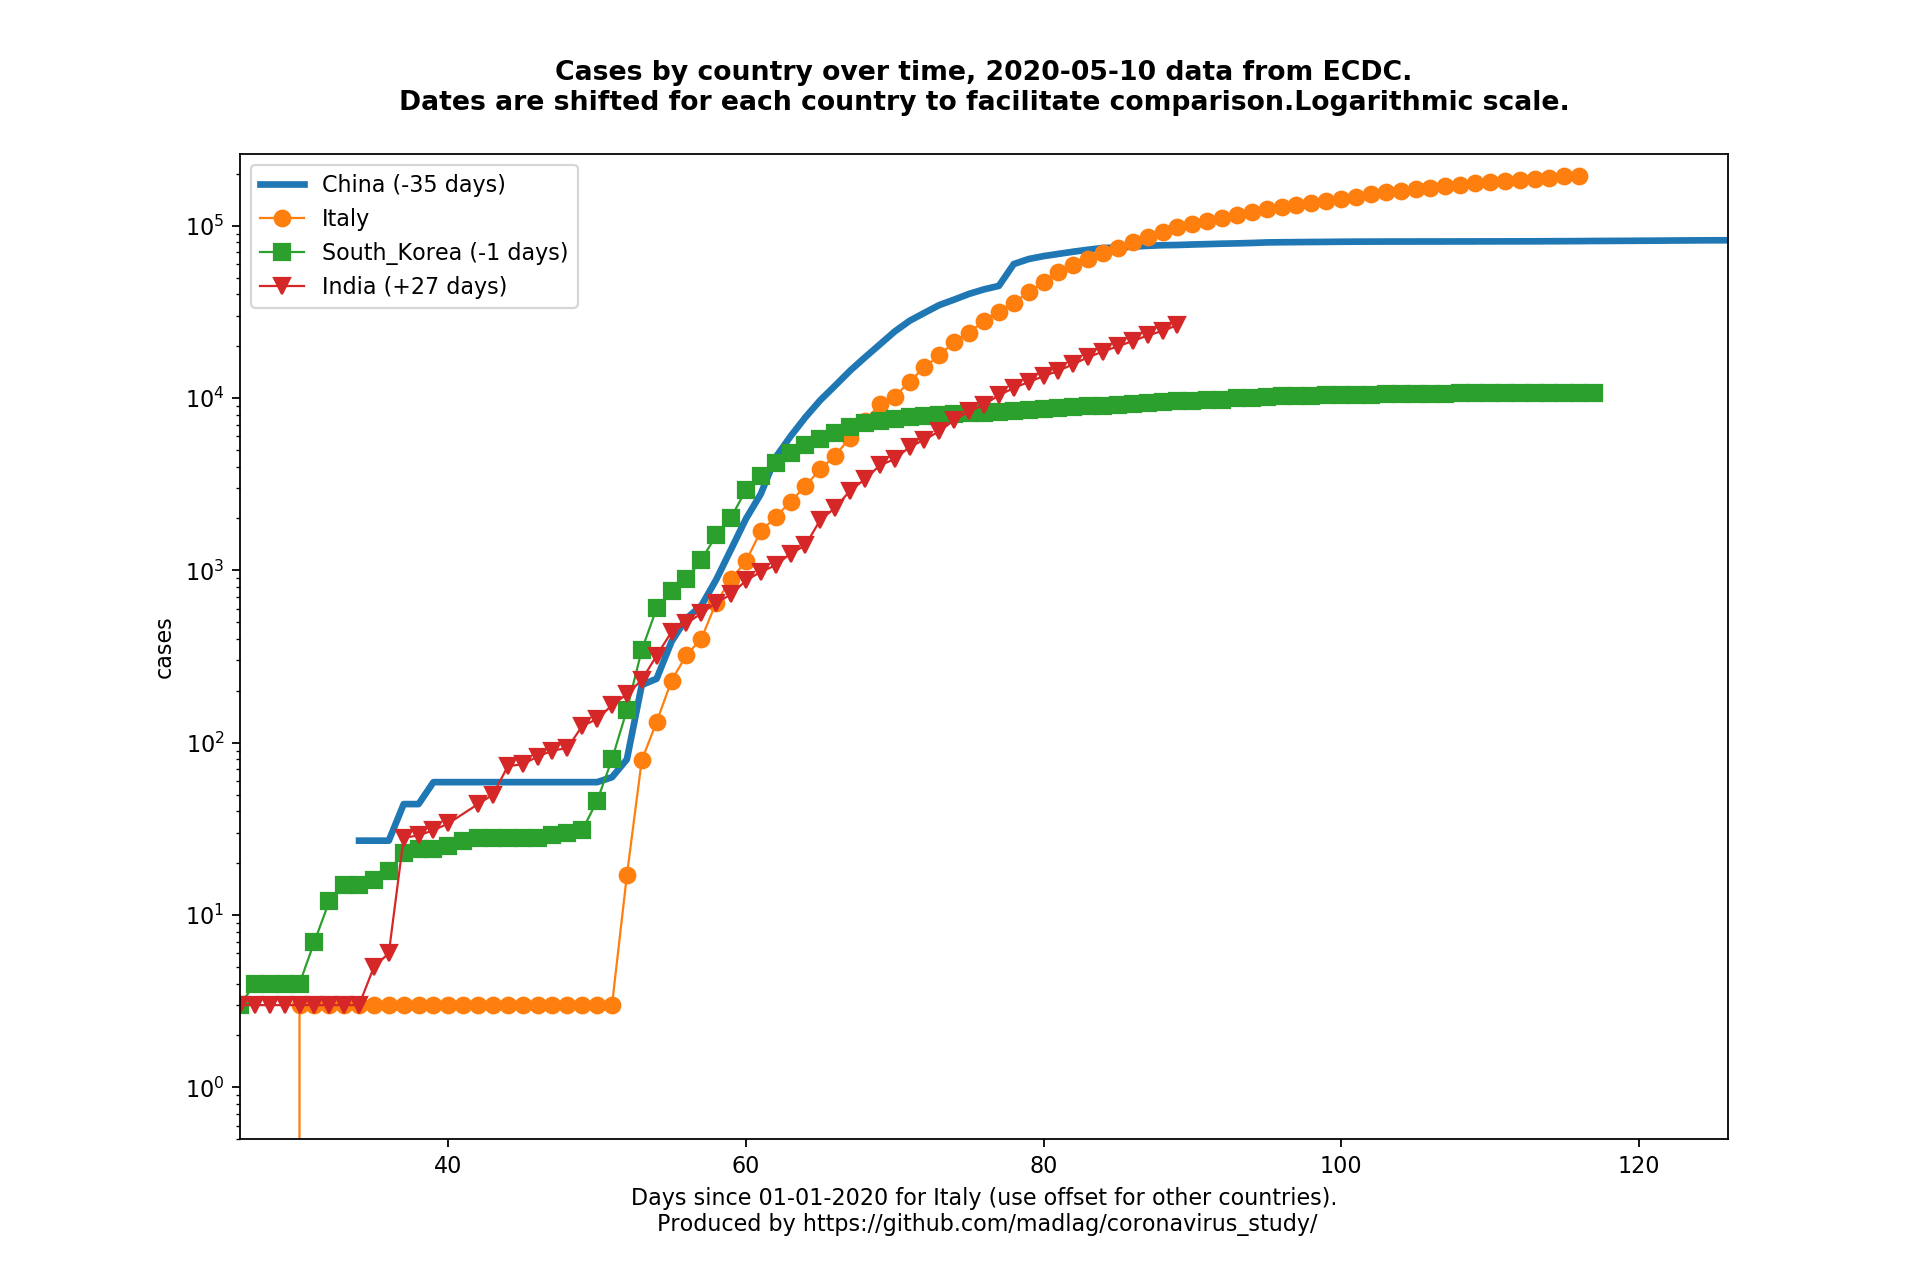 Cases by country over time, 2020-05-10 data from ECDC.
Dates are shifted for each country to facilitate comparison.Logarithmic scale.
China (-35 days)
Italy
South_Korea (-1 days)
India (+27 days)
10^5
10^4
10^3
10^2
10^1
10^0
cases
40 60 80 100 120
Days since 01-01-2020 for Italy (use offset for other countries).
Produced by https://github.com/madlag/coronavirus_study/